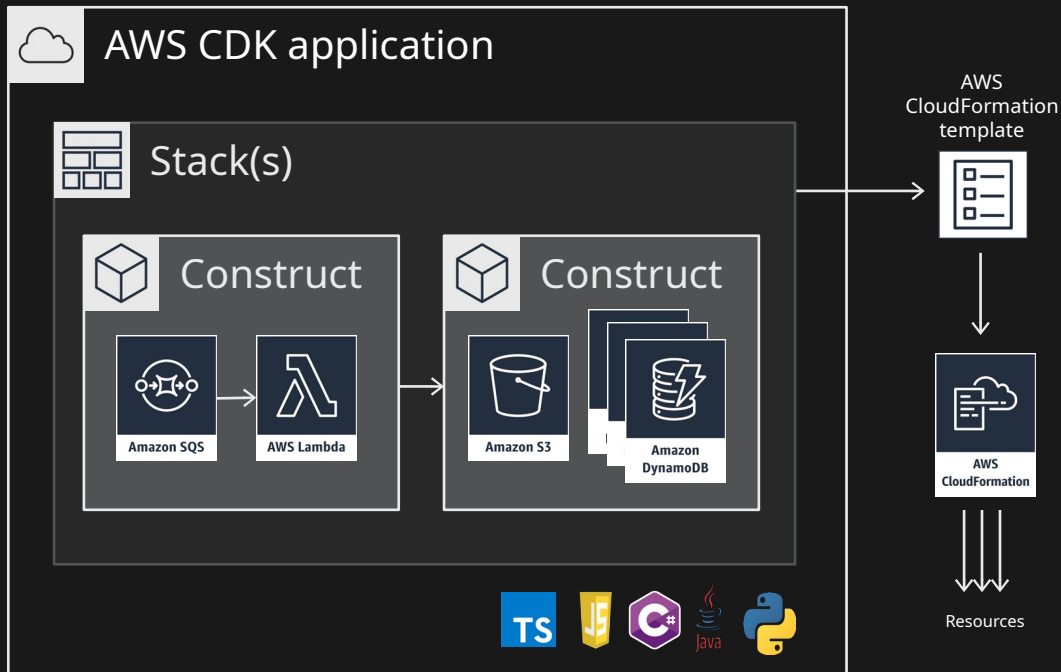 AWS CDK application
Stack(s)
Construct
Amazon SQS
AWS Lambda
Construct
Amazon S3
Amazon
DynamoDB
TS
JS
C#
Java
AWS
CloudFormation
template
AWS
CloudFormation
Resources